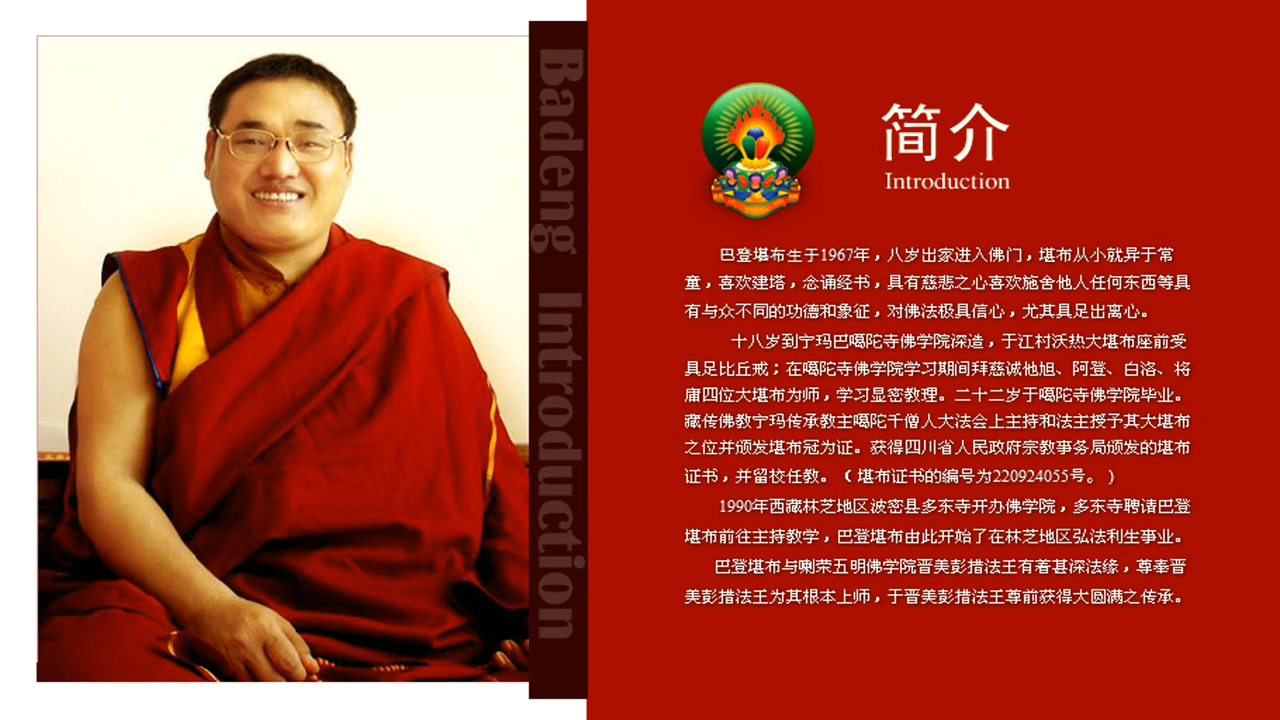 Badeng Introduction
简介
Introduction
巴登堪布生于1967年，八岁出家进入佛门，堪布从小就异于常
童，喜欢建塔，念诵经书，具有慈悲之心喜欢施舍他人任何东西等具
有与众不同的功德和象征，对佛法极具信心，尤其具足出离心。
十八岁到宁玛巴噶陀寺佛学院深造，于江村沃热大堪布座前受
具足比丘戒；在噶陀寺佛学院学习期间拜慈诚他旭、阿登、白洛、将
庸四位大堪布为师，学习显密教理。二十二岁于噶陀寺佛学院毕业。
藏传佛教宁玛传承教主噶陀千僧人大法会上主持和法主授予其大堪布
之位并颁发堪布冠为证。获得四川省人民政府宗教事务局颁发的堪布
证书，并留校任教。（堪布证书的编号为220924055号。）
1990年西藏林芝地区波密县多东寺开办佛学院，多东寺聘请巴登
堪布前往主持教学，巴登堪布由此开始了在林芝地区弘法利生事业。
巴登堪布与喇荣五明佛学院晋美彭措法王有着甚深法缘，尊奉晋
美彭措法王为其根本上师，于晋美彭措法王尊前获得大圆满之传承。